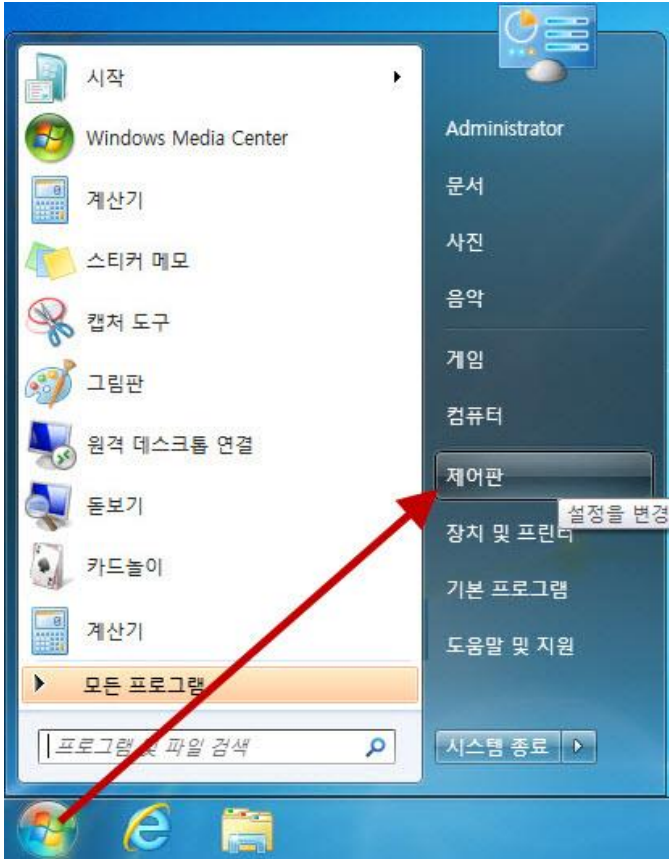 시작
Windows Media Center
계산기
스티커 메모
캡처 도구
그림판
원격 데스크톱 연결
돋보기
카드놀이
계산기
모든 프로그램
프로그램 및 파일 검색
Administrator
문서
사진
음악
게임
컴퓨터
제어판
설정을 변경
장치 및 프린터
기본 프로그램
도움말 및 지원
시스템 종료